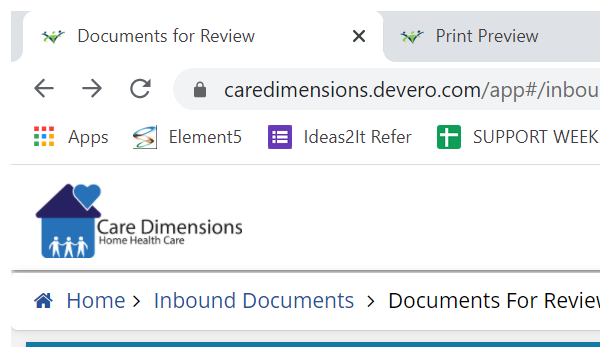 Documents for Review Print Preview
caredimensions.devero.com/app#/inbou
Apps Element5 Ideas2It Refer SUPPORT WEEK
Care Dimensions
Home Health Care
Home > Inbound Documents > Documents For Review